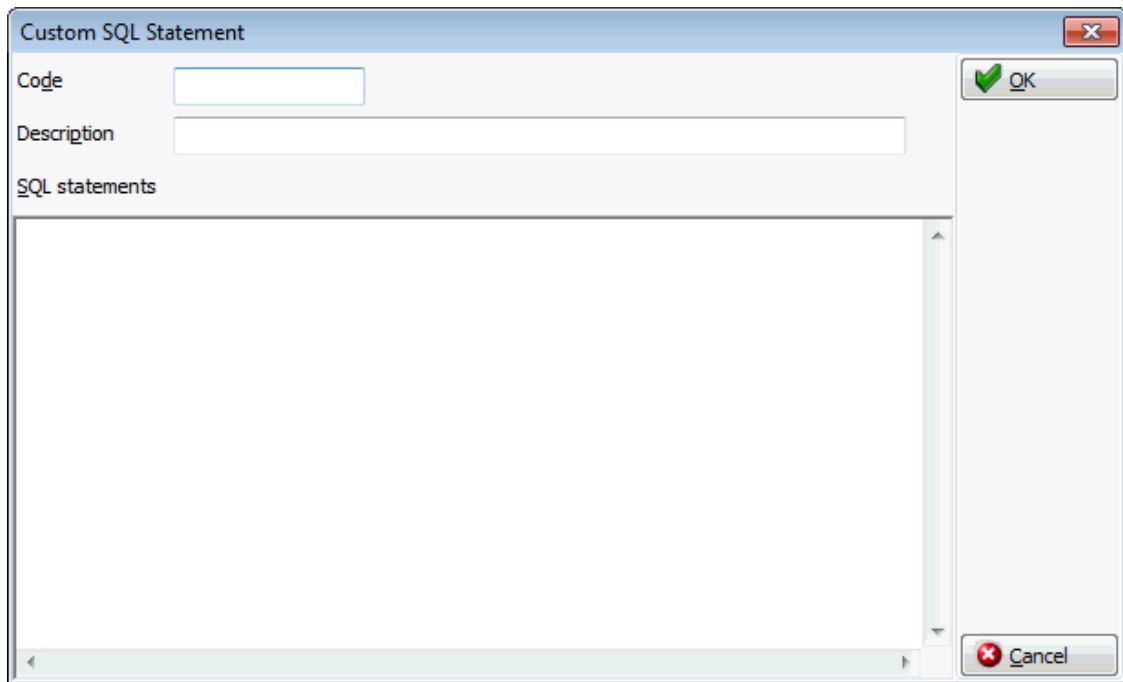 Custom SQL Statement
Code
OK
Description
SQL statements
Cancel